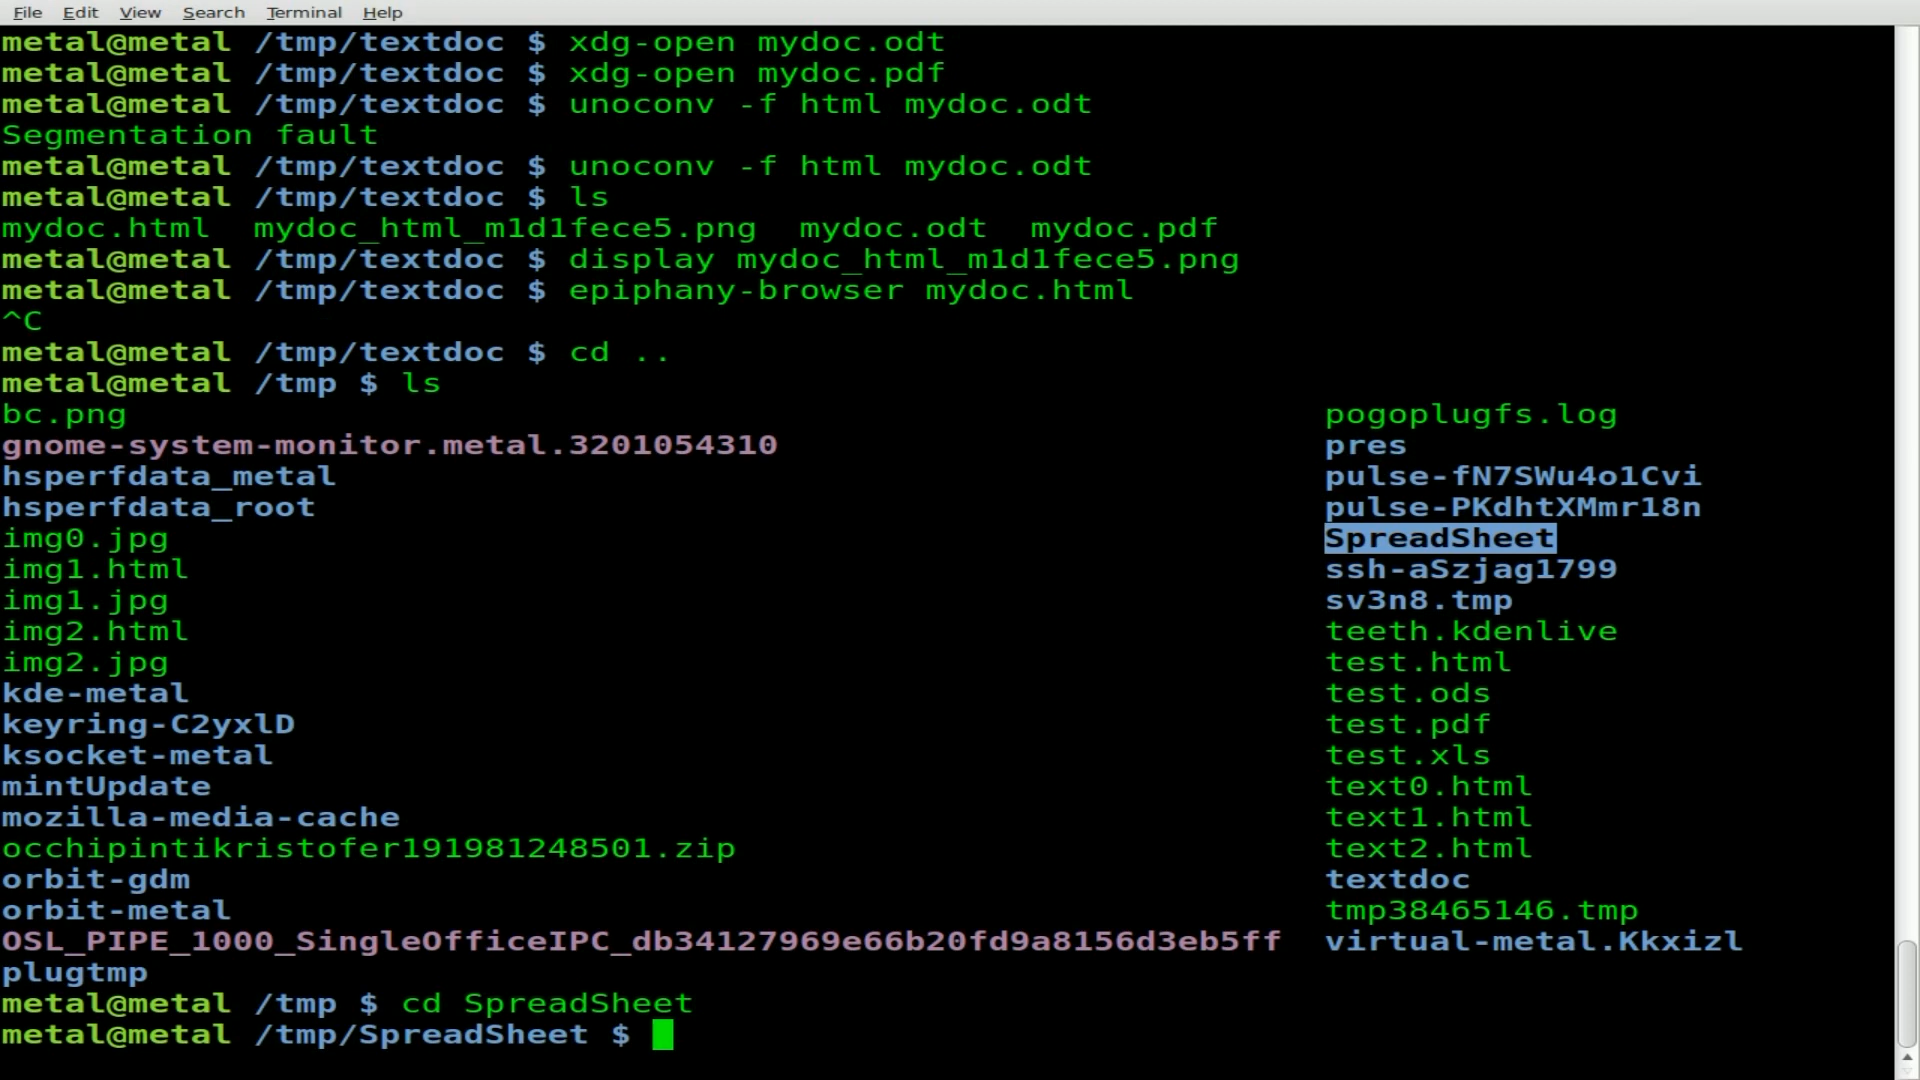 File Edit View Search Terminal Help
metal@metal /tmp/textdoc $ xdg-open mydoc.odt
metal@metal /tmp/textdoc $ xdg-open mydoc.pdf
metal@metal /tmp/textdoc $ unoconv -f html mydoc.odt
Segmentation fault
metal@metal /tmp/textdoc $ unoconv -f html mydoc.odt
metal@metal /tmp/textdoc $ ls
mydoc.html mydoc_html_m1d1fece5.png mydoc.odt mydoc.pdf
metal@metal /tmp/textdoc $ display mydoc_html_m1d1fece5.png
metal@metal /tmp/textdoc $ epiphany-browser mydoc.html
^C
metal@metal /tmp/textdoc $ cd ..
metal@metal /tmp $ ls
bc.png pogoplugfs.log
gnome-system-monitor.metal.3201054310 pres
hsperfdata_metal pulse-fN7SWu4o1Cvi
hsperfdata_root pulse-PKdhtXMmr18n
img0.jpg SpreadSheet
img1.html ssh-aSzjag1799
img1.jpg sv3n8.tmp
img2.html teeth.kdenlive
img2.jpg test.html
kde-metal test.ods
keyring-C2yxlD test.pdf
ksocket-metal test.xls
mintUpdate text0.html
mozilla-media-cache text1.html
occhipintikristofer191981248501.zip text2.html
orbit-gdm textdoc
orbit-metal tmp38465146.tmp
OSL_PIPE_1000_SingleOfficeIPC_db34127969e66b20fd9a8156d3eb5ff virtual-metal.Kkxizl
plugtmp
metal@metal /tmp $ cd SpreadSheet
metal@metal /tmp/SpreadSheet $